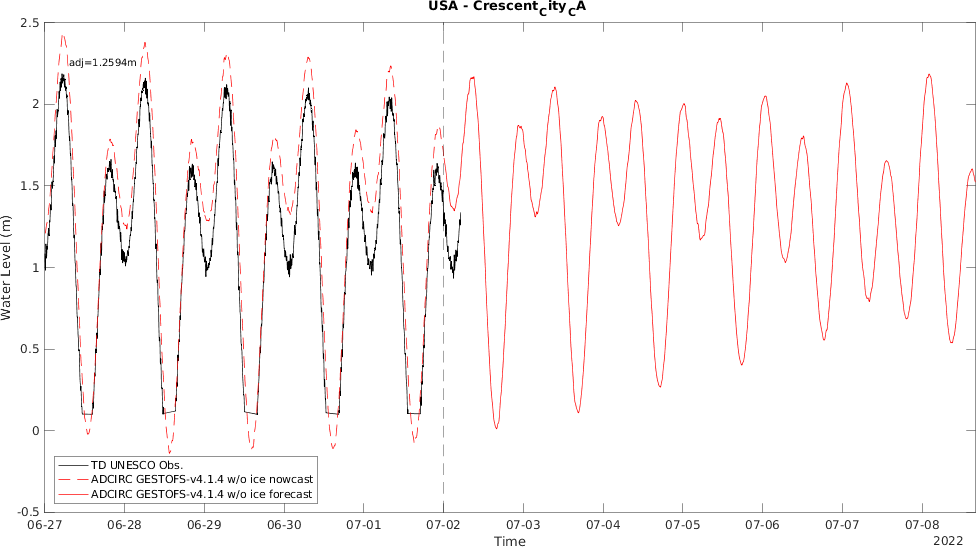 USA - Crescent_City_CA
adj=1.2594m
Water Level (m)
2.5
2
1.5
1
0.5
0
-0.5
TD UNESCO Obs.
ADCIRC GESTOFS-v4.1.4 w/o ice nowcast
ADCIRC GESTOFS-v4.1.4 w/o ice forecast
06-27 06-28 06-29 06-30 07-01 07-02 07-03 07-04 07-05 07-06 07-07 07-08
Time
2022